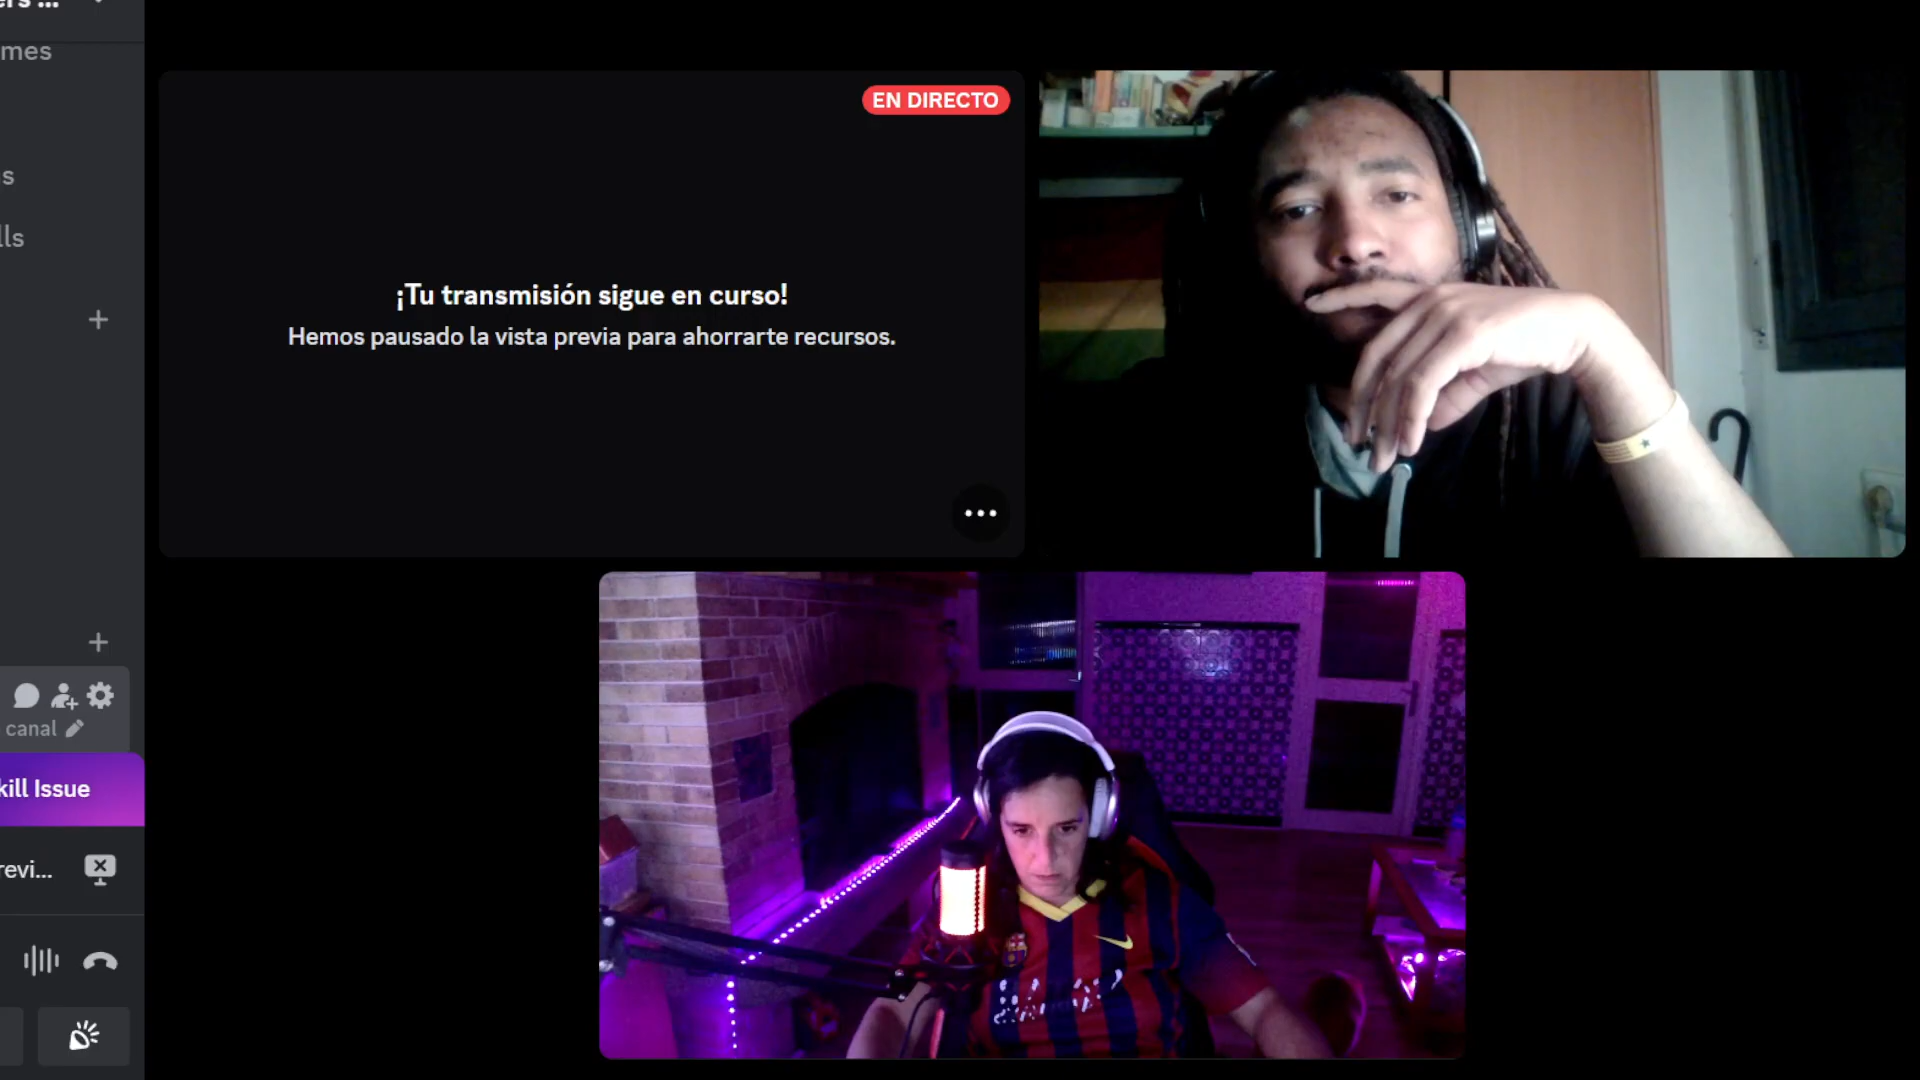 ers ...
mes
s
lls
EN DIRECTO
¡Tu transmisión sigue en curso!
Hemos pausado la vista previa para ahorrarte recursos.
canal
kill Issue
revi...